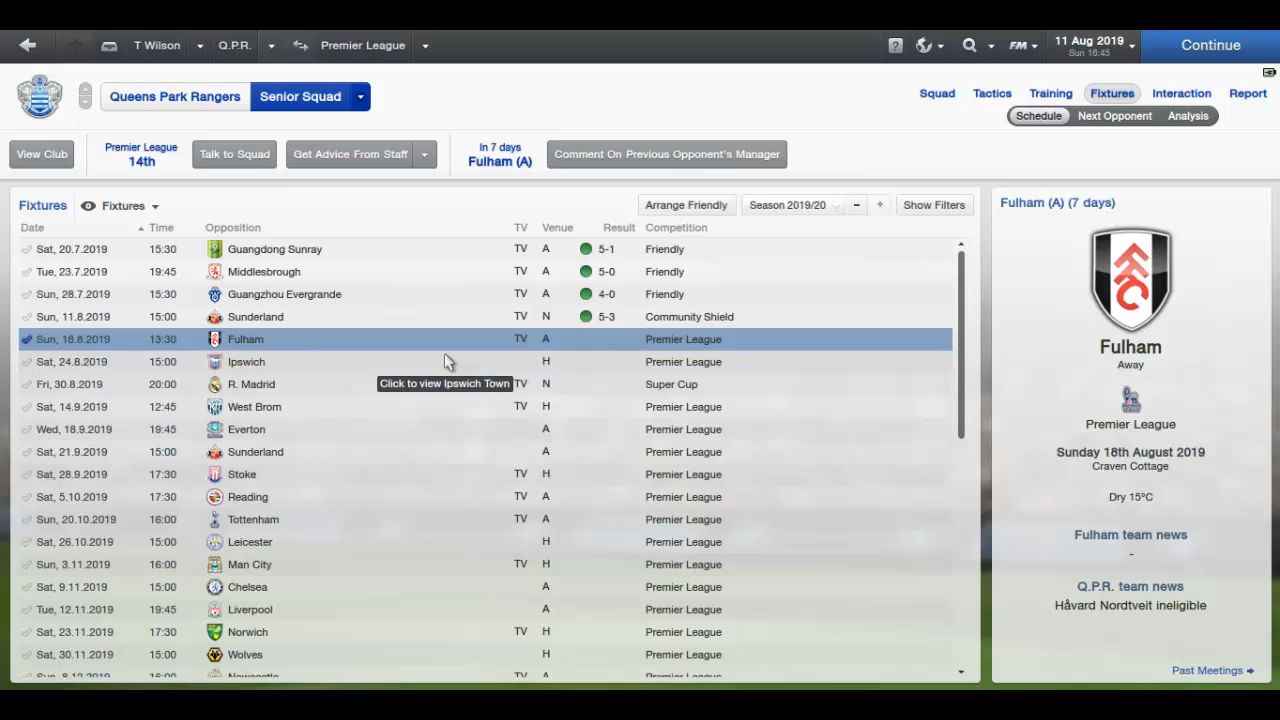 T Wilson Q.P.R. Premier League ? FM 11 Aug 2019 Continue
Sun 16:45
Queens Park Rangers Senior Squad Squad Tactics Training Fixtures Interaction Report
Schedule Next Opponent Analysis
View Club Premier League Talk to Squad Get Advice From Staff In 7 days Comment On Previous Opponent's Manager
14th Fulham (A)
Fixtures Fixtures Arrange Friendly Season 2019/20 - + Show Filters
Date Time Opposition TV Venue Result Competition
Sat, 20.7.2019 15:30 Guangdong Sunray TV A 5-1 Friendly
Tue, 23.7.2019 19:45 Middlesbrough TV A 5-0 Friendly
Sun, 28.7.2019 15:30 Guangzhou Evergrande TV A 4-0 Friendly
Sun, 11.8.2019 15:00 Sunderland TV N 5-3 Community Shield
Sun, 18.8.2019 13:30 Fulham TV A Premier League
Sat, 24.8.2019 15:00 Ipswich H Premier League
Fri, 30.8.2019 20:00 R. Madrid Click to view Ipswich Town TV N Super Cup
Sat, 14.9.2019 12:45 West Brom TV H Premier League
Wed, 18.9.2019 19:45 Everton A Premier League
Sat, 21.9.2019 15:00 Sunderland A Premier League
Sat, 28.9.2019 17:30 Stoke TV H Premier League
Sat, 5.10.2019 17:30 Reading TV A Premier League
Sun, 20.10.2019 16:00 Tottenham TV A Premier League
Sat, 26.10.2019 15:00 Leicester H Premier League
Sun, 3.11.2019 16:00 Man City TV H Premier League
Sat, 9.11.2019 15:00 Chelsea A Premier League
Tue, 12.11.2019 19:45 Liverpool A Premier League
Sat, 23.11.2019 17:30 Norwich TV H Premier League
Sat, 30.11.2019 15:00 Wolves H Premier League
Sun, 8.12.2019 16:00 Newcastle TV A Premier League
Fulham (A) (7 days)
FFC
Fulham
Away
Premier League
Sunday 18th August 2019
Craven Cottage
Dry 15°C
Fulham team news
-
Q.P.R. team news
Håvard Nordtveit ineligible
Past Meetings